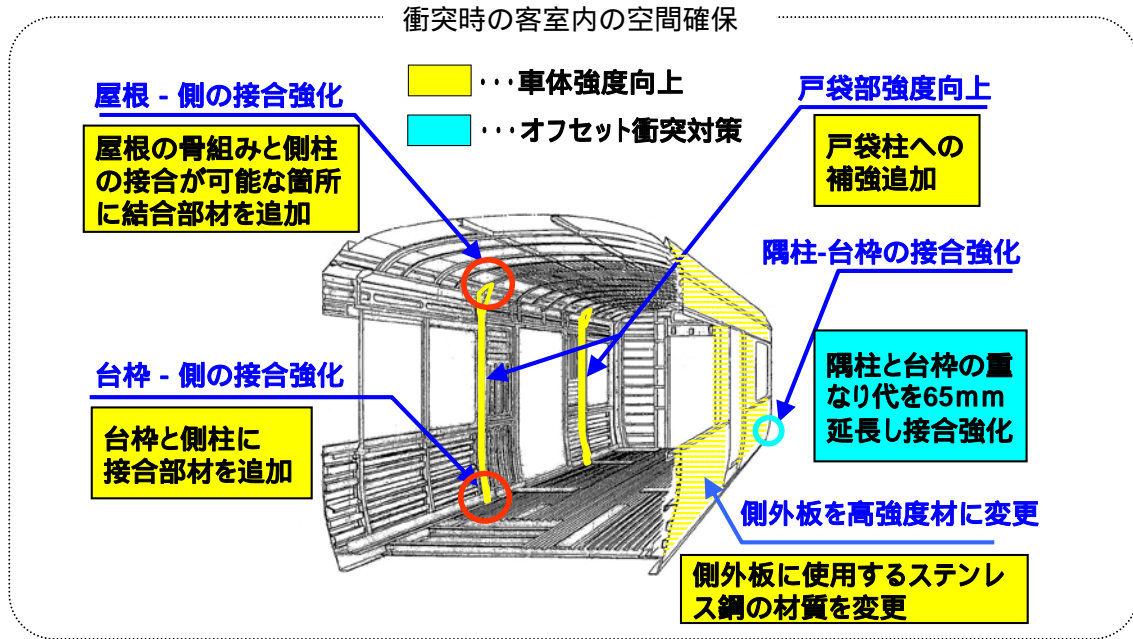 衝突時の客室内の空間確保
・・・車体強度向上
・・・オフセット衝突対策
屋根 - 側の接合強化
屋根の骨組みと側柱
の接合が可能な箇所
に結合部材を追加
戸袋部強度向上
戸袋柱への
補強追加
隅柱-台枠の接合強化
隅柱と台枠の重
なり代を65mm
延長し接合強化
台枠 - 側の接合強化
台枠と側柱に
接合部材を追加
側外板を高強度材に変更
側外板に使用するステンレ
ス鋼の材質を変更